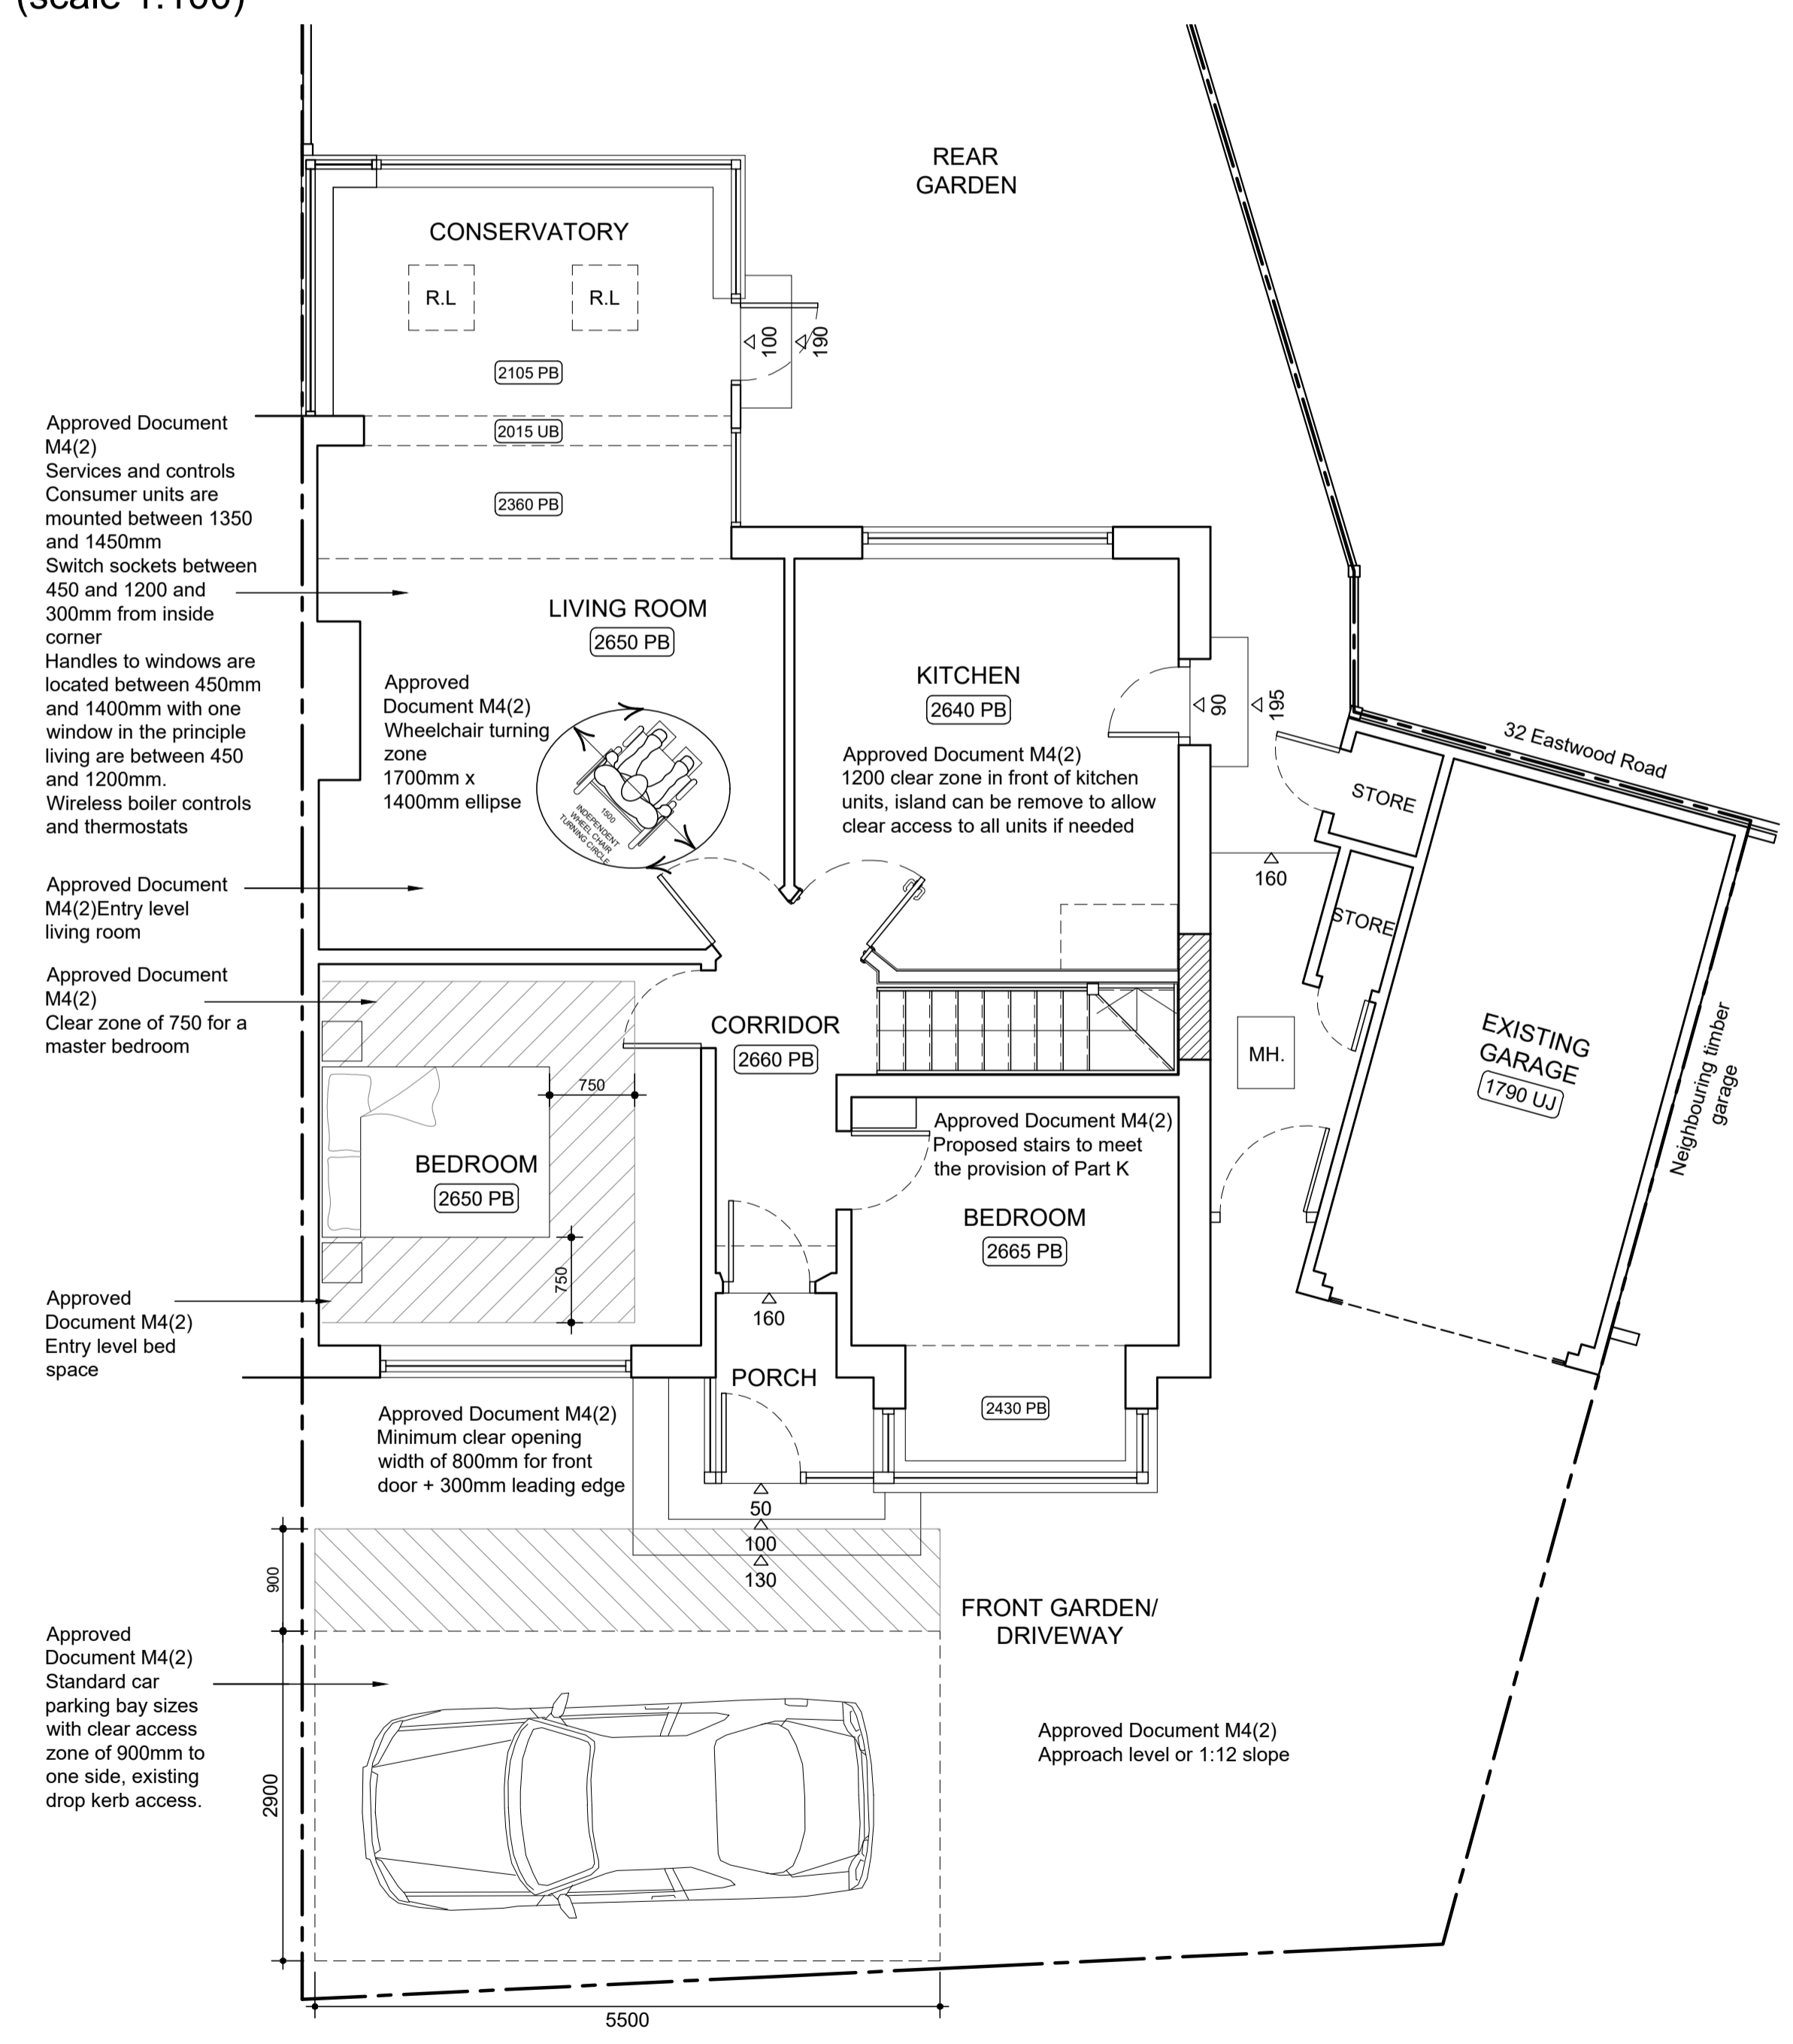 (scale 1:100)
REAR
GARDEN
CONSERVATORY
R.L
R.L
100
190
2105 PB
2015 UB
2360 PB
Approved Document
M4(2)
Services and controls
Consumer units are
mounted between 1350
and 1450mm
Switch sockets between
450 and 1200 and
300mm from inside
corner
Handles to windows are
located between 450mm
and 1400mm with one
window in the principle
living are between 450
and 1200mm.
Wireless boiler controls
and thermostats
LIVING ROOM
2650 PB
Approved
Document M4(2)
Wheelchair turning
zone
1700mm x
1400mm ellipse
1500
INDEPENDENT
WHEEL CHAIR
TURNING CIRCLE
KITCHEN
2640 PB
Approved Document M4(2)
1200 clear zone in front of kitchen
units, island can be remove to allow
clear access to all units if needed
90
195
32 Eastwood Road
STORE
160
STORE
Approved Document
M4(2)Entry level
living room
Approved Document
M4(2)
Clear zone of 750 for a
master bedroom
CORRIDOR
2660 PB
MH.
EXISTING
GARAGE
1790 UJ
Neighbouring timber
garage
750
BEDROOM
2650 PB
750
Approved Document M4(2)
Proposed stairs to meet
the provision of Part K
BEDROOM
2665 PB
Approved
Document M4(2)
Entry level bed
space
160
PORCH
2430 PB
Approved Document M4(2)
Minimum clear opening
width of 800mm for front
door + 300mm leading edge
50
100
130
900
FRONT GARDEN/
DRIVEWAY
Approved
Document M4(2)
Standard car
parking bay sizes
with clear access
zone of 900mm to
one side, existing
drop kerb access.
2900
Approved Document M4(2)
Approach level or 1:12 slope
5500